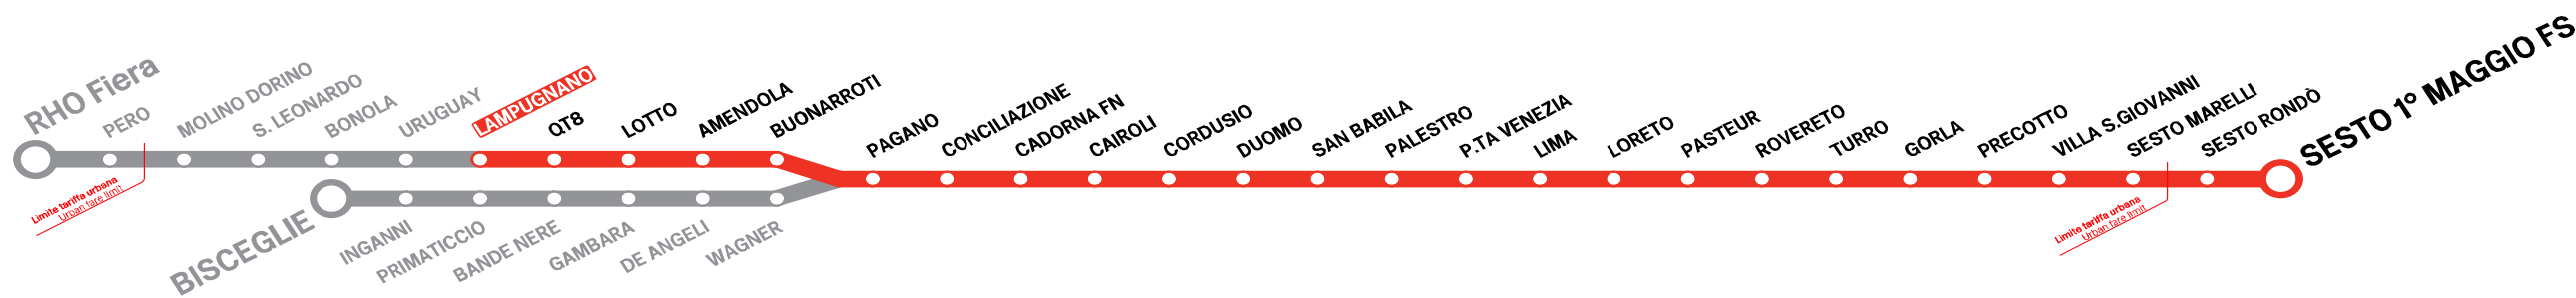 RHO Fiera
PERO
MOLINO DORINO
S. LEONARDO
BONOLA
URUGUAY
LAMPUGNANO
QT8
LOTTO
AMENDOLA
BUONARROTI
PAGANO
CONCILIAZIONE
CADORNA FN
CAIROLI
CORDUSIO
DUOMO
SAN BABILA
PALESTRO
P.TA VENEZIA
LIMA
LORETO
PASTEUR
ROVERETO
TURRO
GORLA
PRECOTTO
VILLA S.GIOVANNI
SESTO MARELLI
SESTO RONDÒ
SESTO 1° MAGGIO FS
Limite tariffa urbana
Urban fare limit
BISCEGLIE
INGANNI
PRIMATICCIO
BANDE NERE
GAMBARA
DE ANGELI
WAGNER
Limite tariffa urbana
Urban fare limit